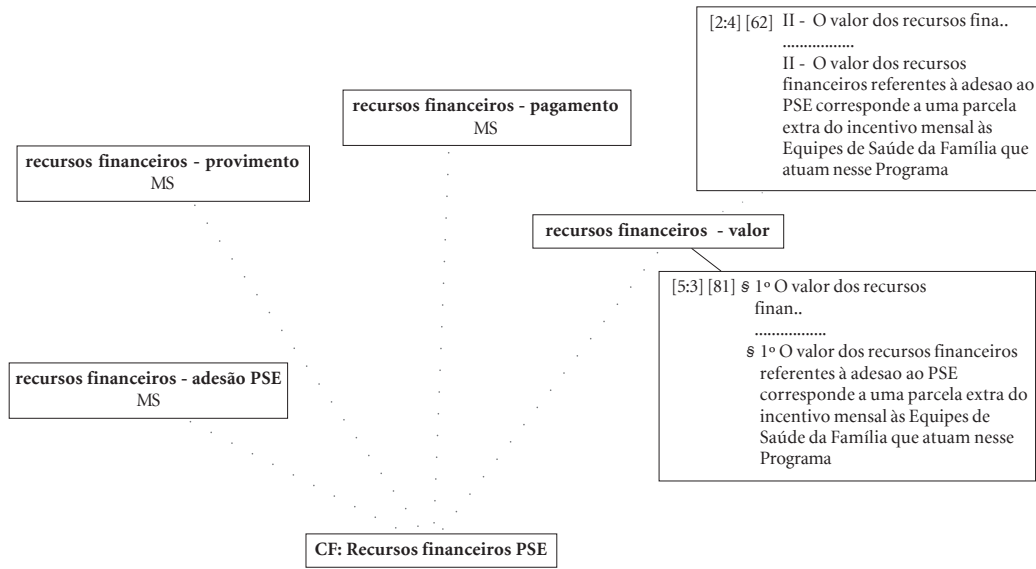 [2:4] [62] II - O valor dos recursos fina..
.................
II - O valor dos recursos
financeiros referentes à adesao ao
PSE corresponde a uma parcela
extra do incentivo mensal às
Equipes de Saúde da Família que
atuam nesse Programa
recursos financeiros - pagamento
MS
recursos financeiros - provimento
MS
recursos financeiros - valor
[5:3] [81] § 1º O valor dos recursos
finan..
.................
§ 1º O valor dos recursos financeiros
referentes à adesao ao PSE
corresponde a uma parcela extra do
incentivo mensal às Equipes de
Saúde da Família que atuam nesse
Programa
recursos financeiros - adesão PSE
MS
CF: Recursos financeiros PSE